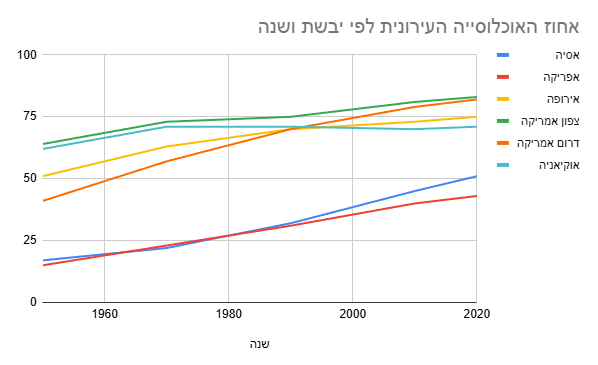 אחוז האוכלוסייה העירונית לפי יבשת ושנה
אסיה
אפריקה
אירופה
צפון אמריקה
דרום אמריקה
אוקיאניה
100
75
50
25
0
1960
1980
2000
2020
שנה